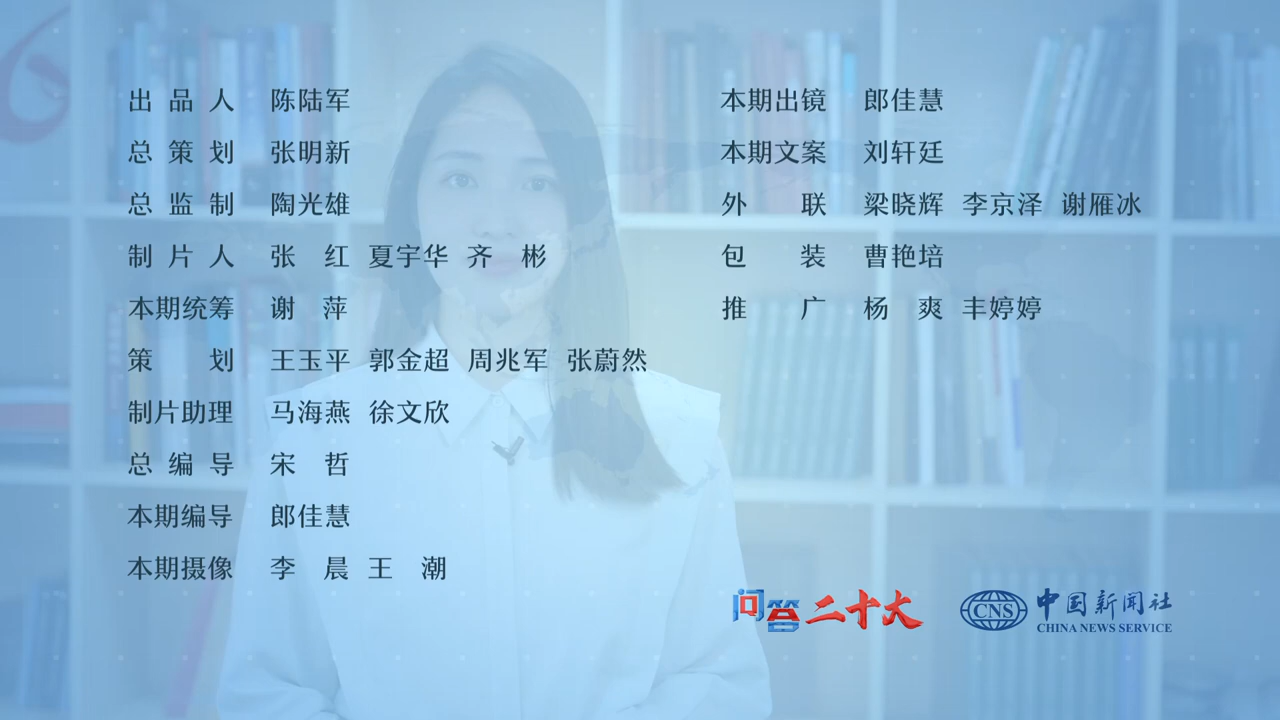 出品人 陈陆军
总策划 张明新
总监制 陶光雄
制片人 张红 夏宇华 齐彬
本期统筹 谢萍
策划 王玉平 郭金超 周兆军 张蔚然
制片助理 马海燕 徐文欣
总编导 宋哲
本期编导 郎佳慧
本期摄像 李晨 王潮
本期出镜 郎佳慧
本期文案 刘轩廷
外联 梁晓辉 李京泽 谢雁冰
包装 曹艳培
推广 杨爽 丰婷婷
问答二十大
CNS
中国新闻社
CHINA NEWS SERVICE